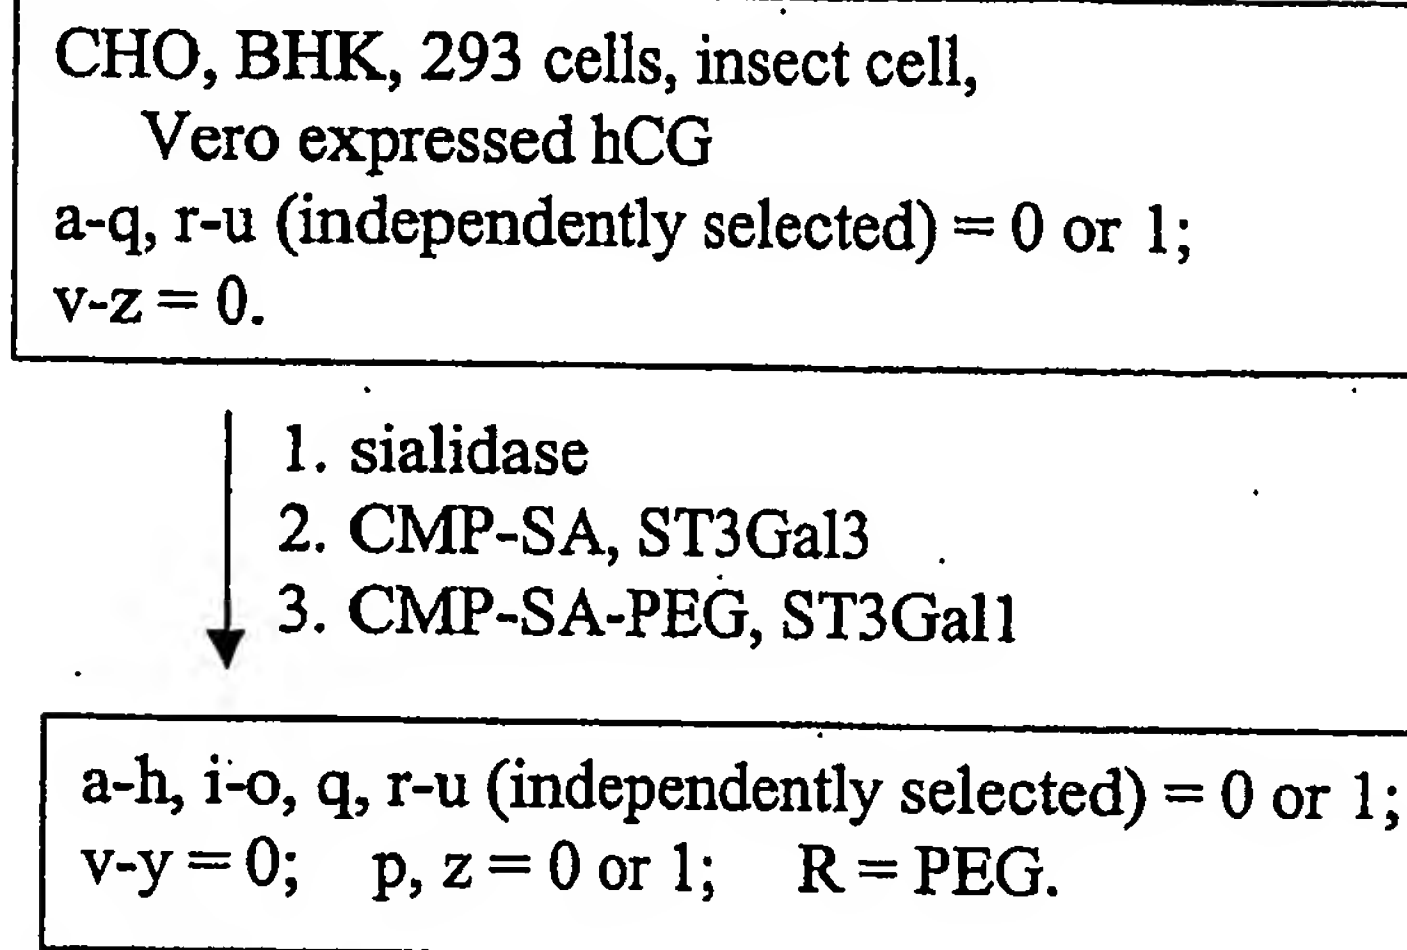 CHO, BHK, 293 cells, insect cell,
Vero expressed hCG
a-q, r-u (independently selected) = 0 or 1;
v-z = 0.
1. sialidase
2. CMP-SA, ST3Gal3
3. CMP-SA-PEG, ST3Gal1
a-h, i-o, q, r-u (independently selected) = 0 or 1;
v-y = 0; p, z = 0 or 1; R = PEG.